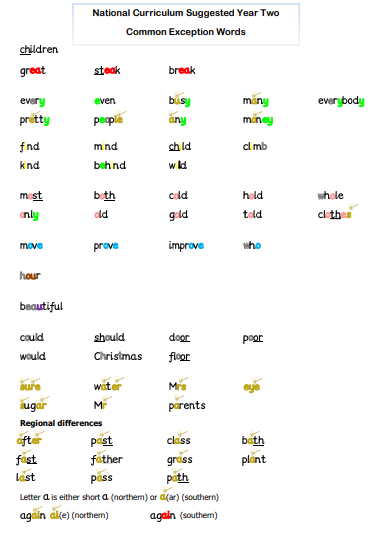 National Curriculum Suggested Year Two
Common Exception Words
children
great steak break
every even busy many everybody
pretty people any money
find mind child climb
kind behind wild
most both cold hold whole
only old gold told clothes
move prove improve who
hour
beautiful
could should door poor
would Christmas floor
sure water Mrs eye
sugar Mr parents
Regional differences
after past class bath
fast father grass plant
last pass path
Letter a is either short a (northern) or a(ar) (southern)
again al(e) (northern) again (southern)